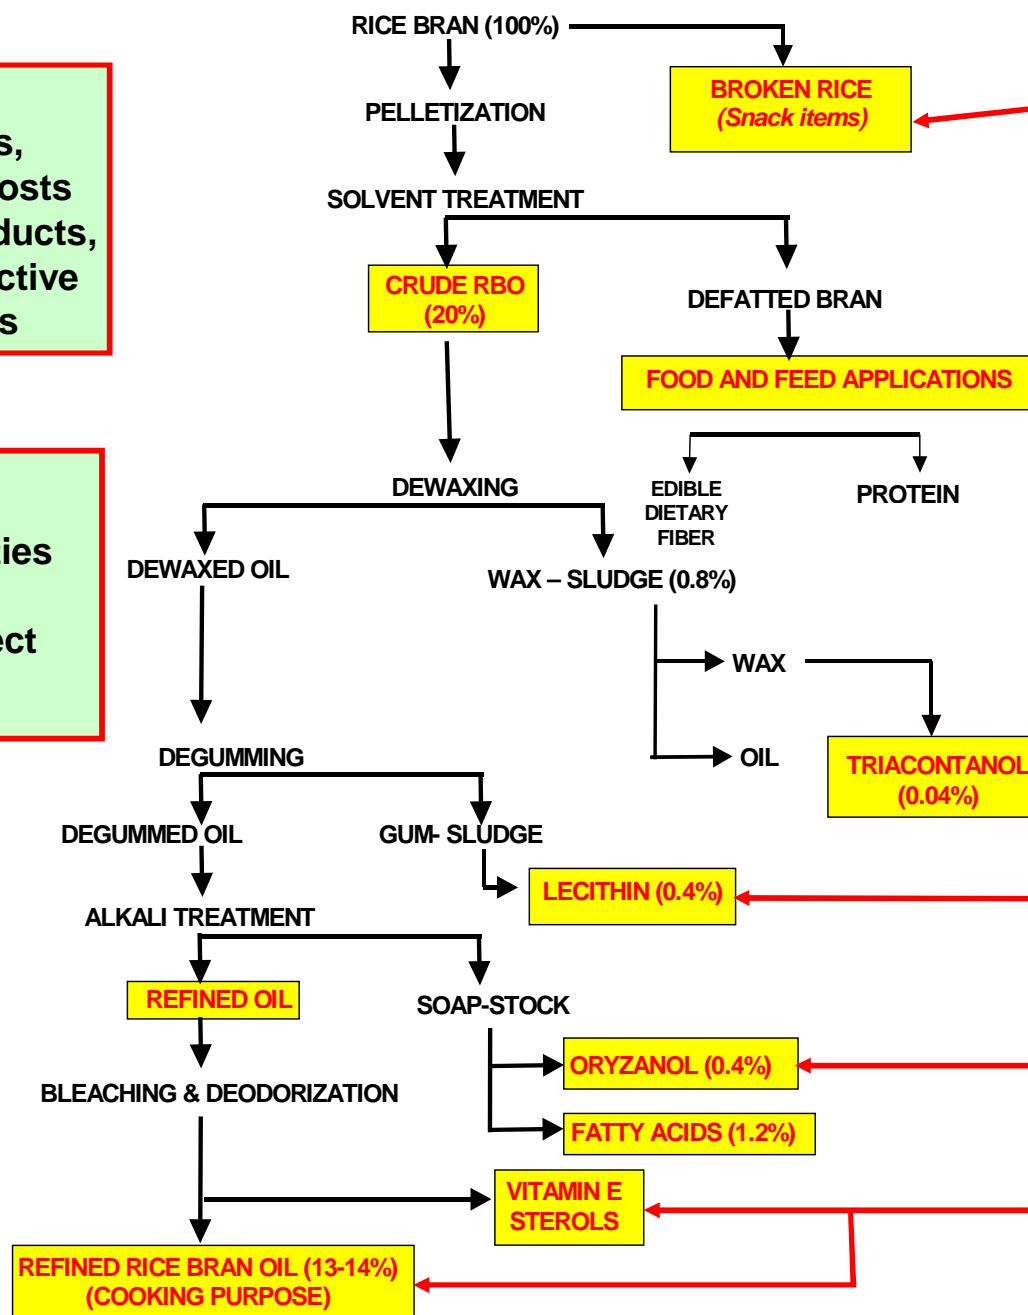 RICE BRAN (100%)
BROKEN RICE
(Snack items)
PELLETIZATION
s,
osts
ducts,
ctive
s
SOLVENT TREATMENT
CRUDE RBO
(20%)
DEFATTED BRAN
FOOD AND FEED APPLICATIONS
DEWAXING
EDIBLE
DIETARY
FIBER
PROTEIN
ties
ect
DEWAXED OIL
WAX – SLUDGE (0.8%)
WAX
OIL
TRIACONTANOL
(0.04%)
DEGUMMING
DEGUMMED OIL
GUM- SLUDGE
LECITHIN (0.4%)
ALKALI TREATMENT
REFINED OIL
SOAP-STOCK
ORYZANOL (0.4%)
BLEACHING & DEODORIZATION
FATTY ACIDS (1.2%)
VITAMIN E
STEROLS
REFINED RICE BRAN OIL (13-14%)
(COOKING PURPOSE)